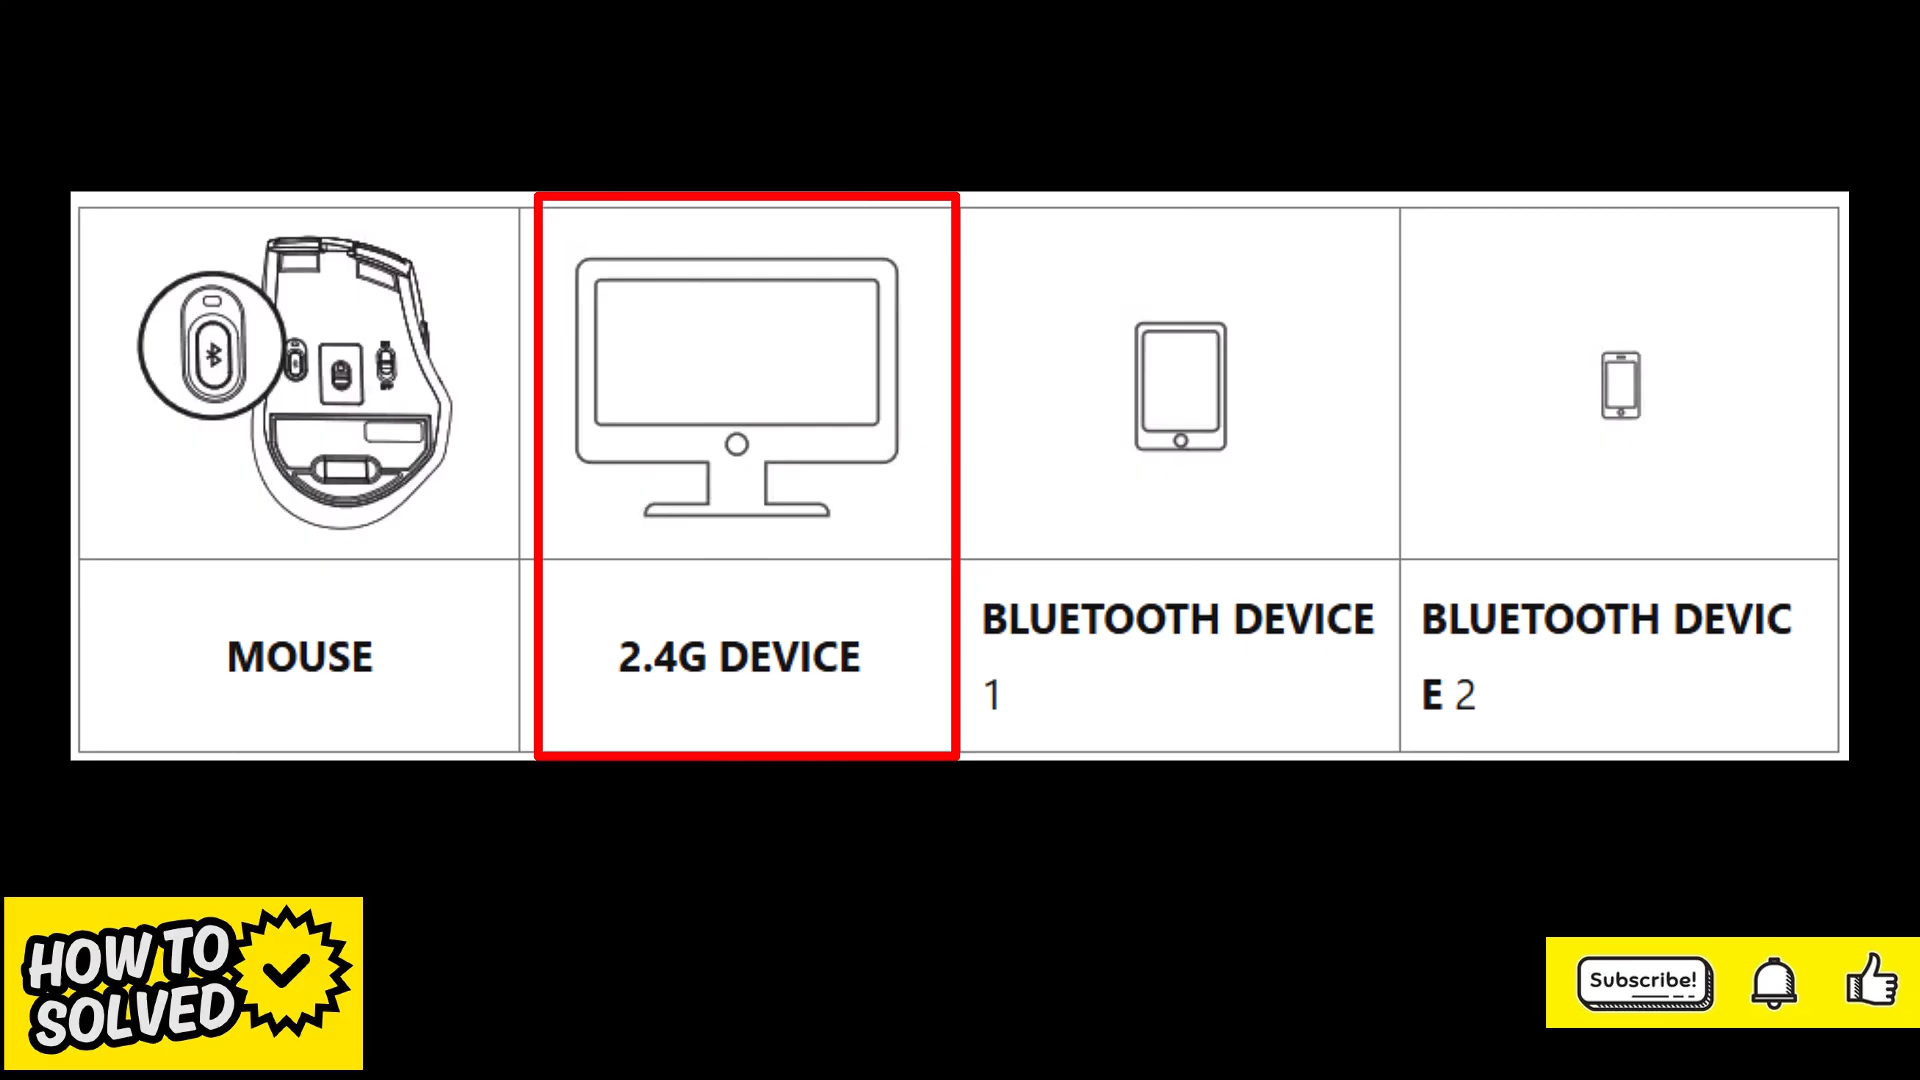 MOUSE
2.4G DEVICE
BLUETOOTH DEVICE
1
BLUETOOTH DEVIC
E 2
HOW TO
SOLVED
Subscribe!